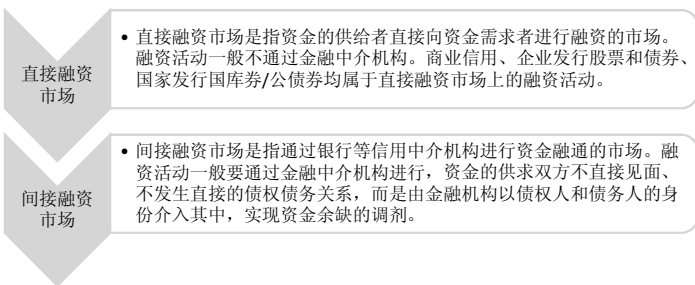 直接融资
市场
• 直接融资市场是指资金的供给者直接向资金需求者进行融资的市场。
融资活动一般不通过金融中介机构。商业信用、企业发行股票和债券、
国家发行国库券/公债券均属于直接融资市场上的融资活动。
间接融资
市场
• 间接融资市场是指通过银行等信用中介机构进行资金融通的市场。融
资活动一般要通过金融中介机构进行，资金的供求双方不直接见面、
不发生直接的债权债务关系，而是由金融机构以债权人和债务人的身
份介入其中，实现资金余缺的调剂。